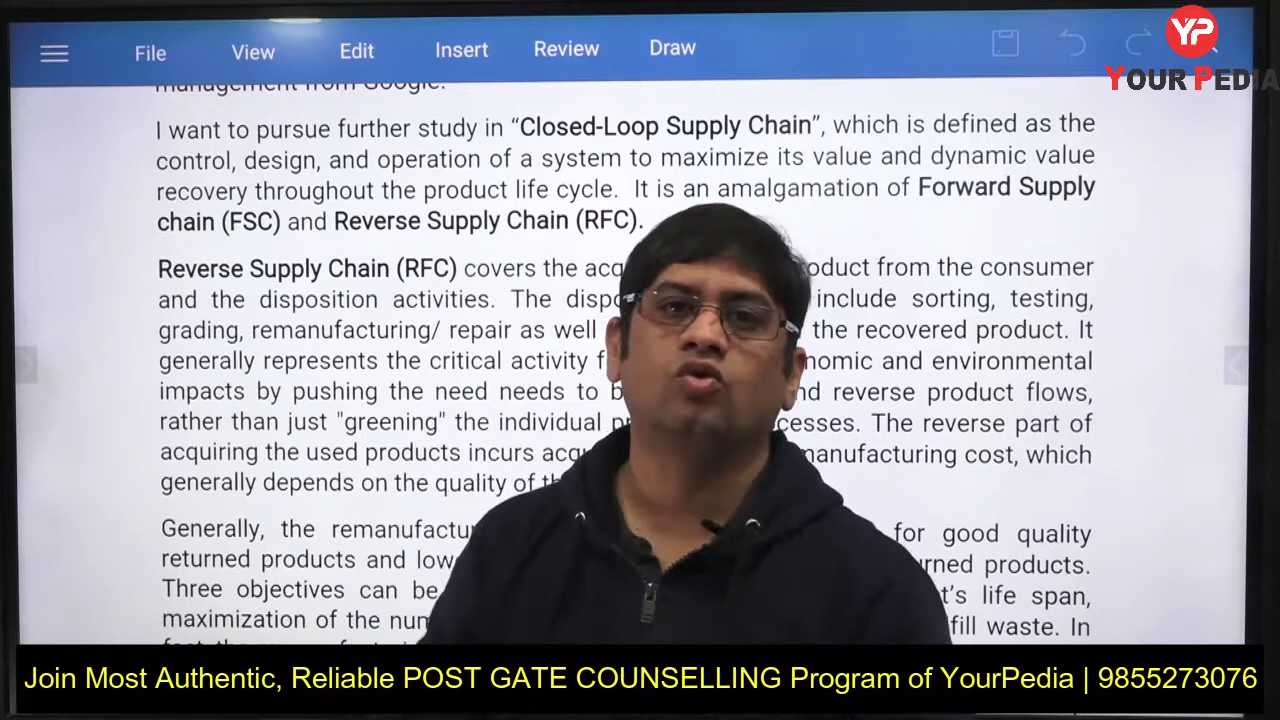 YP
YOUR PEDIA
File View Edit Insert Review Draw
management from Google.
I want to pursue further study in “Closed-Loop Supply Chain”, which is defined as the
control, design, and operation of a system to maximize its value and dynamic value
recovery throughout the product life cycle. It is an amalgamation of Forward Supply
chain (FSC) and Reverse Supply Chain (RFC).
Reverse Supply Chain (RFC) covers the acq oduct from the consumer
and the disposition activities. The disp include sorting, testing,
grading, remanufacturing/ repair as well the recovered product. It
generally represents the critical activity f nomic and environmental
impacts by pushing the need needs to b nd reverse product flows,
rather than just "greening" the individual p cesses. The reverse part of
acquiring the used products incurs acq manufacturing cost, which
generally depends on the quality of th
Generally, the remanufactu for good quality
returned products and low urned products.
Three objectives can be t's life span,
maximization of the num fill waste. In
Join Most Authentic, Reliable POST GATE COUNSELLING Program of YourPedia | 9855273076